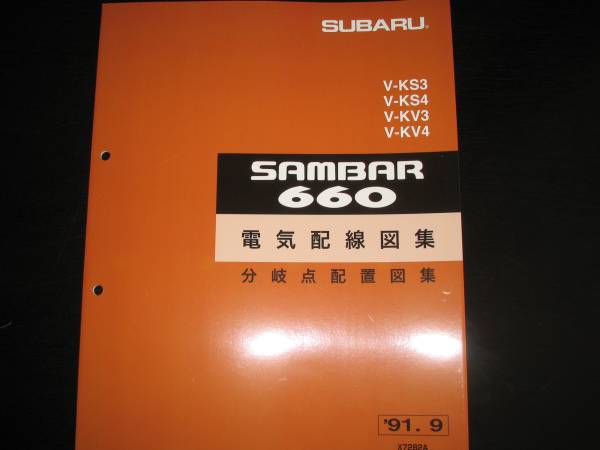 SUBARU®
V-KS3
V-KS4
V-KV3
V-KV4
SAMBAR
660
電気配線図集
分岐点配置図集
'91. 9
X7282A